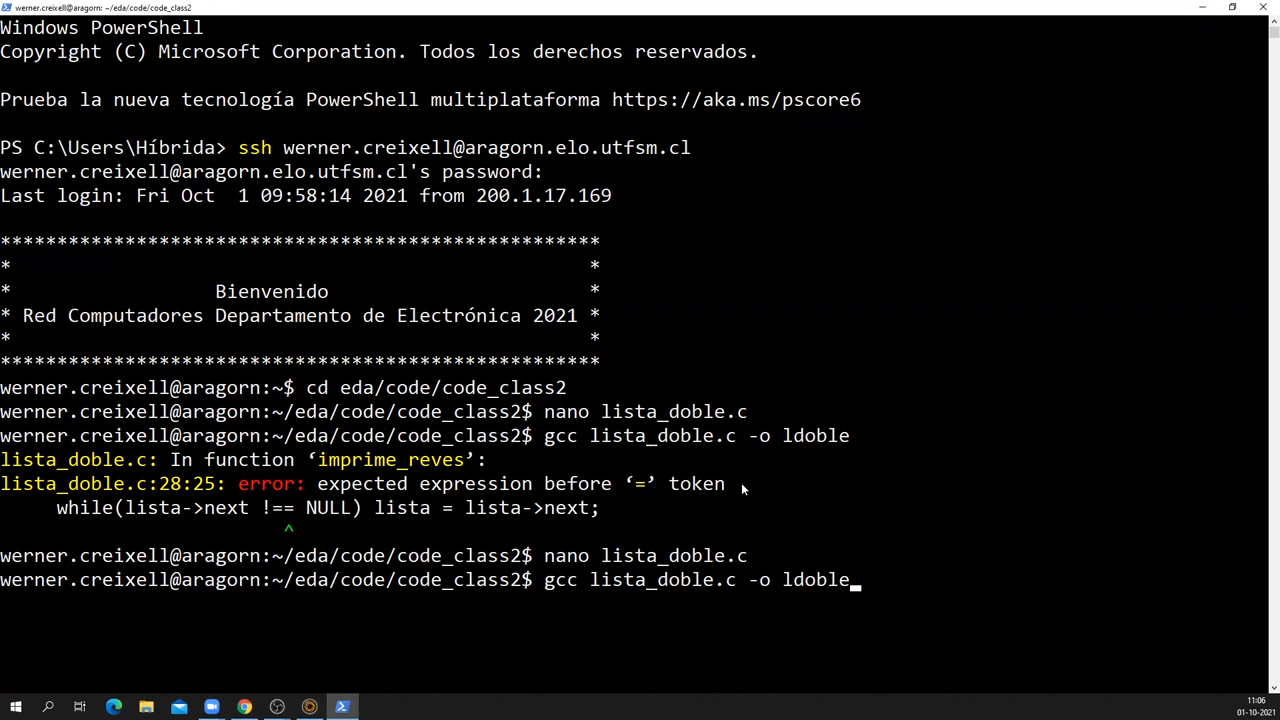 werner.creixell@aragorn: ~/eda/code/code_class2
Windows PowerShell
Copyright (C) Microsoft Corporation. Todos los derechos reservados.
Prueba la nueva tecnología PowerShell multiplataforma https://aka.ms/pscore6
PS C:\Users\Híbrida> ssh werner.creixell@aragorn.elo.utfsm.cl
werner.creixell@aragorn.elo.utfsm.cl's password:
Last login: Fri Oct  1 09:58:14 2021 from 200.1.17.169
*****************************************************
*                                                   *
*                  Bienvenido                       *
* Red Computadores Departamento de Electrónica 2021 *
*                                                   *
*****************************************************
werner.creixell@aragorn:~$ cd eda/code/code_class2
werner.creixell@aragorn:~/eda/code/code_class2$ nano lista_doble.c
werner.creixell@aragorn:~/eda/code/code_class2$ gcc lista_doble.c -o ldoble
lista_doble.c: In function ‘imprime_reves’:
lista_doble.c:28:25: error: expected expression before ‘=’ token
     while(lista->next !== NULL) lista = lista->next;
                         ^
werner.creixell@aragorn:~/eda/code/code_class2$ nano lista_doble.c
werner.creixell@aragorn:~/eda/code/code_class2$ gcc lista_doble.c -o ldoble
11:06
01-10-2021